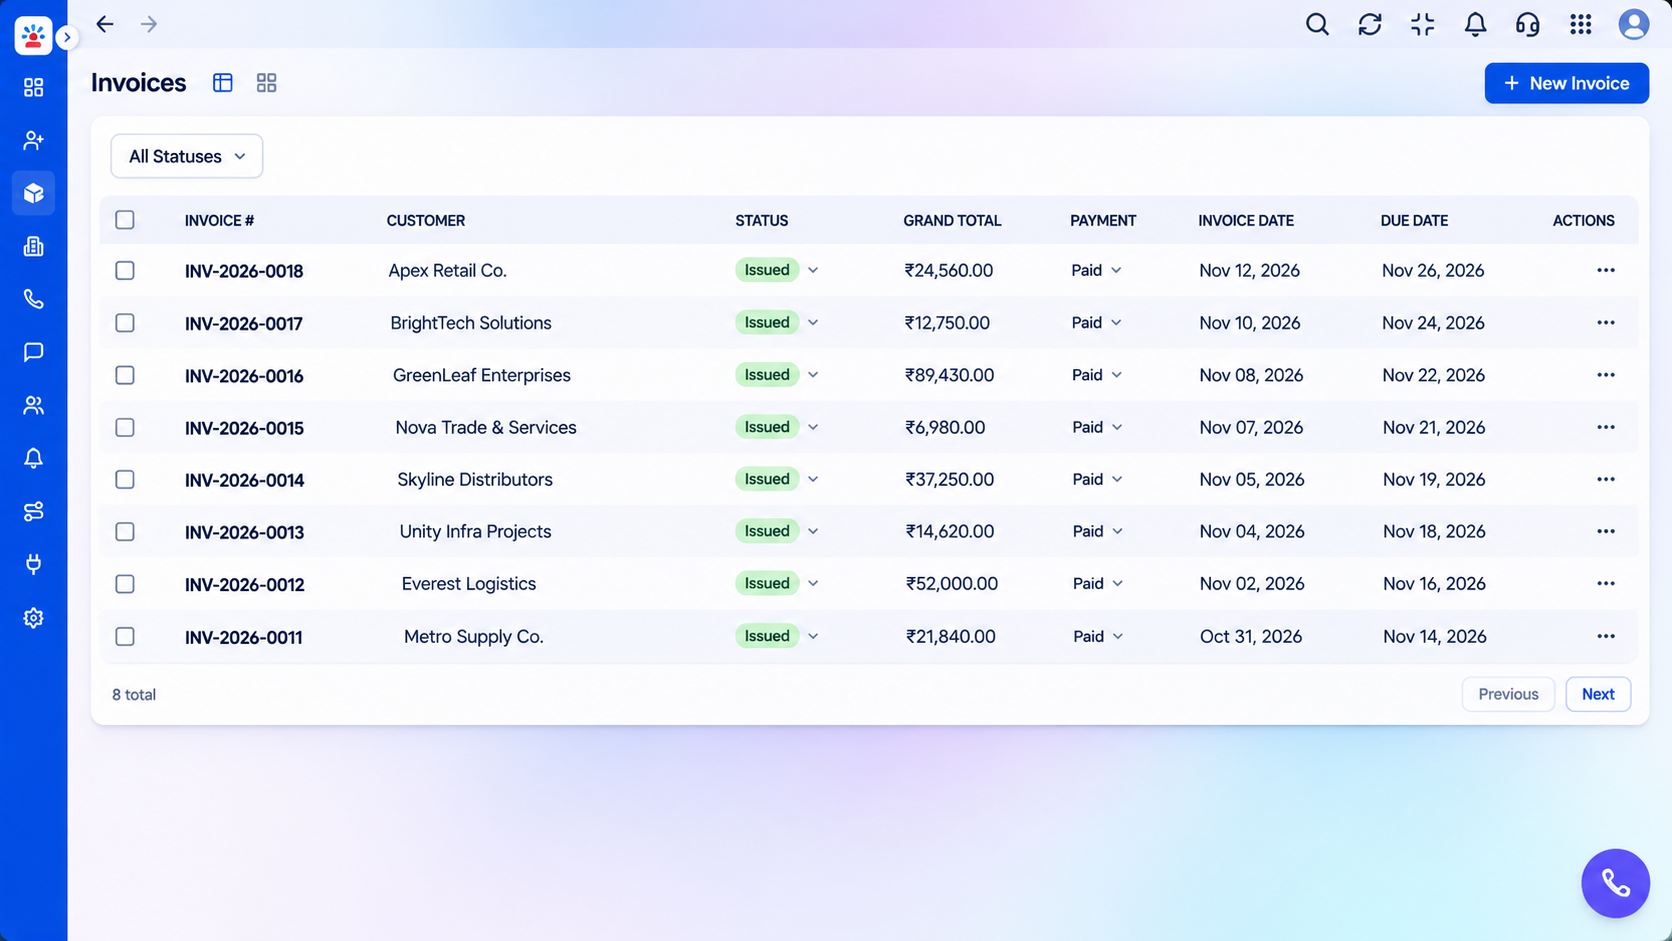 Invoices
+ New Invoice
All Statuses
INVOICE # CUSTOMER STATUS GRAND TOTAL PAYMENT INVOICE DATE DUE DATE ACTIONS
INV-2026-0018 Apex Retail Co. Issued ₹24,560.00 Paid Nov 12, 2026 Nov 26, 2026
INV-2026-0017 BrightTech Solutions Issued ₹12,750.00 Paid Nov 10, 2026 Nov 24, 2026
INV-2026-0016 GreenLeaf Enterprises Issued ₹89,430.00 Paid Nov 08, 2026 Nov 22, 2026
INV-2026-0015 Nova Trade & Services Issued ₹6,980.00 Paid Nov 07, 2026 Nov 21, 2026
INV-2026-0014 Skyline Distributors Issued ₹37,250.00 Paid Nov 05, 2026 Nov 19, 2026
INV-2026-0013 Unity Infra Projects Issued ₹14,620.00 Paid Nov 04, 2026 Nov 18, 2026
INV-2026-0012 Everest Logistics Issued ₹52,000.00 Paid Nov 02, 2026 Nov 16, 2026
INV-2026-0011 Metro Supply Co. Issued ₹21,840.00 Paid Oct 31, 2026 Nov 14, 2026
8 total
Previous Next